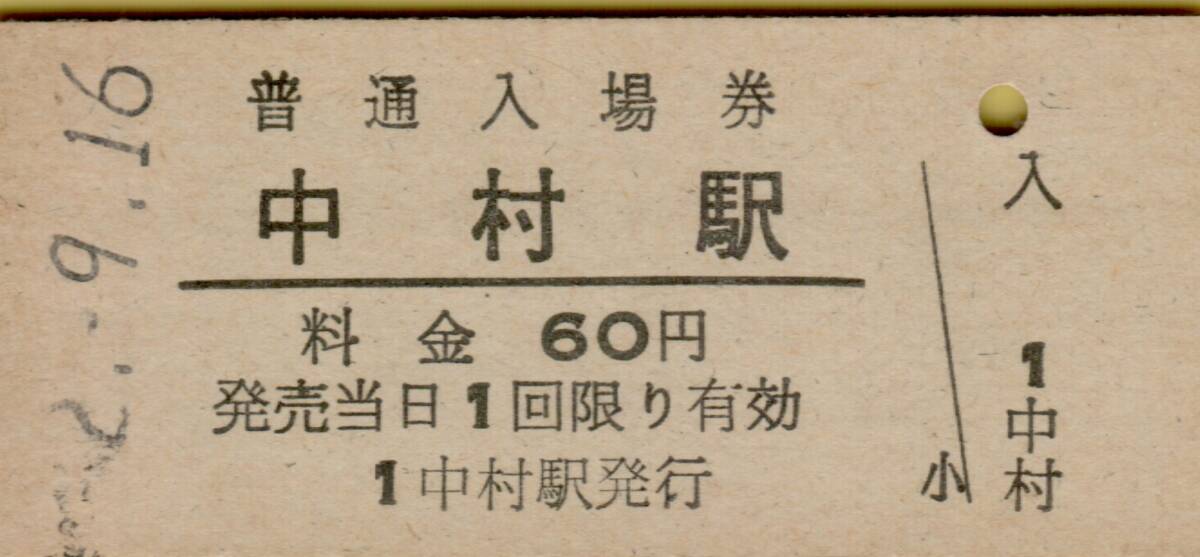 普通入場券
中村駅
料金 60円
発売当日1回限り有効
1中村駅発行
入
1中村
小
2.-9.16